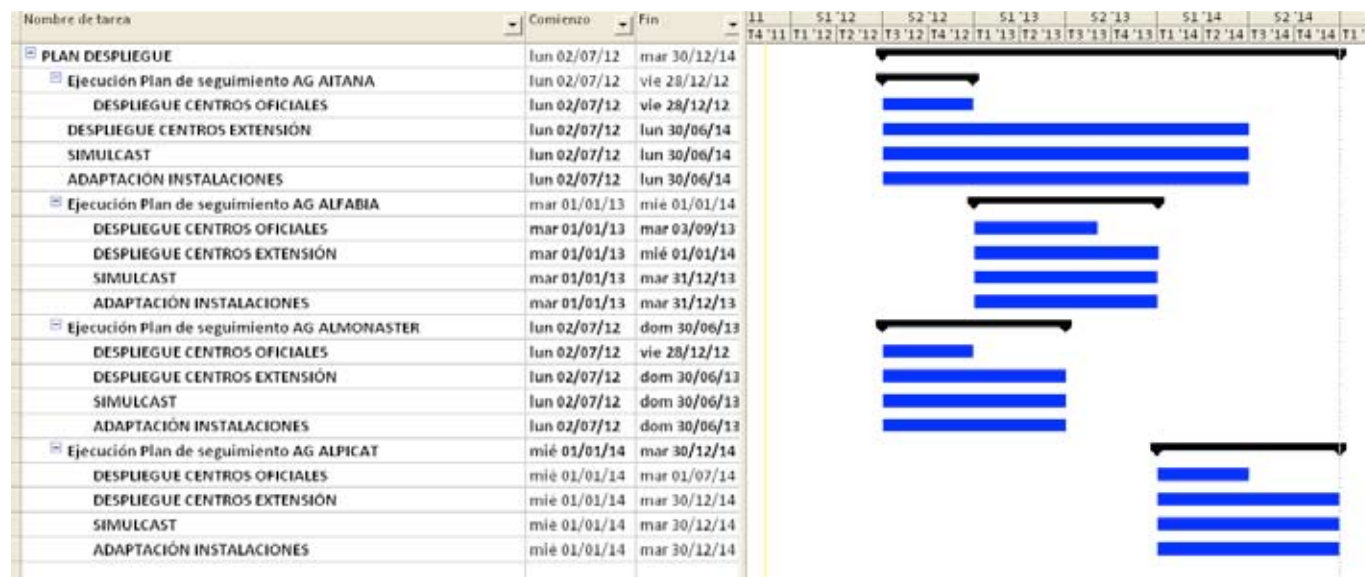 Nombre de tarea Comienzo Fin 11 S1 '12 S2 '12 S1 '13 S2 '13 S1 '14 S2 '14
T4 '11 T1 '12 T2 '12 T3 '12 T4 '12 T1 '13 T2 '13 T3 '13 T4 '13 T1 '14 T2 '14 T3 '14 T4 '14 T1 '
PLAN DESPLIEGUE lun 02/07/12 mar 30/12/14
Ejecución Plan de seguimiento AG AITANA lun 02/07/12 vie 28/12/12
DESPLIEGUE CENTROS OFICIALES lun 02/07/12 vie 28/12/12
DESPLIEGUE CENTROS EXTENSIÓN lun 02/07/12 lun 30/06/14
SIMULCAST lun 02/07/12 lun 30/06/14
ADAPTACIÓN INSTALACIONES lun 02/07/12 lun 30/06/14
Ejecución Plan de seguimiento AG ALFABIA mar 01/01/13 mié 01/01/14
DESPLIEGUE CENTROS OFICIALES mar 01/01/13 mar 03/09/13
DESPLIEGUE CENTROS EXTENSIÓN mar 01/01/13 mié 01/01/14
SIMULCAST mar 01/01/13 mar 31/12/13
ADAPTACIÓN INSTALACIONES mar 01/01/13 mar 31/12/13
Ejecución Plan de seguimiento AG ALMONASTER lun 02/07/12 dom 30/06/13
DESPLIEGUE CENTROS OFICIALES lun 02/07/12 vie 28/12/12
DESPLIEGUE CENTROS EXTENSIÓN lun 02/07/12 dom 30/06/13
SIMULCAST lun 02/07/12 dom 30/06/13
ADAPTACIÓN INSTALACIONES lun 02/07/12 dom 30/06/13
Ejecución Plan de seguimiento AG ALPICAT mié 01/01/14 mar 30/12/14
DESPLIEGUE CENTROS OFICIALES mié 01/01/14 mar 01/07/14
DESPLIEGUE CENTROS EXTENSIÓN mié 01/01/14 mar 30/12/14
SIMULCAST mié 01/01/14 mar 30/12/14
ADAPTACIÓN INSTALACIONES mié 01/01/14 mar 30/12/14